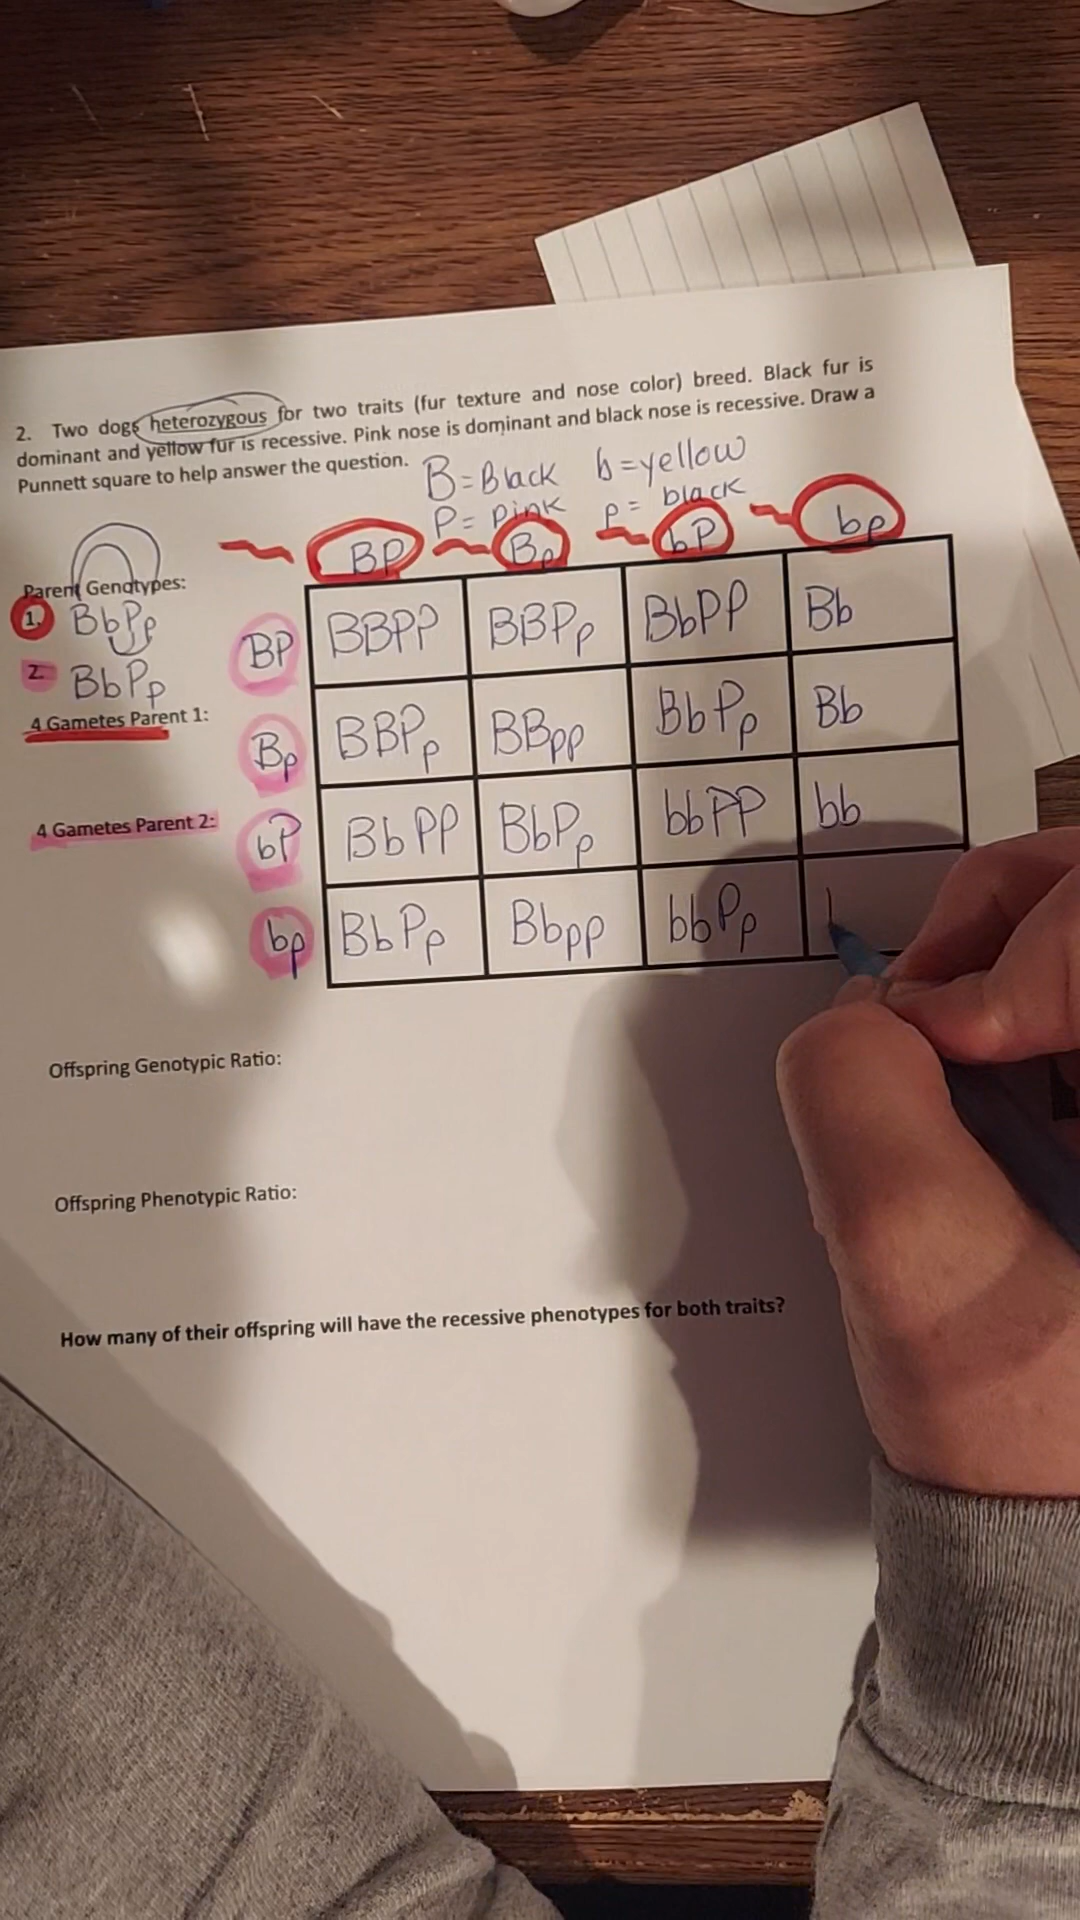 2. Two dogs heterozygous for two traits (fur texture and nose color) breed. Black fur is
dominant and yellow fur is recessive. Pink nose is dominant and black nose is recessive. Draw a
Punnett square to help answer the question.
B=Black b=yellow
P= pink p= black
BP Bp bP bp
Parent Genotypes:
1. BbPp
2. BbPp
4 Gametes Parent 1:
4 Gametes Parent 2:
BP BBPP BBPp BbPP Bb
Bp BBPp BBpp BbPp Bb
bP BbPP BbPp bbPP bb
bp BbPp Bbpp bbPp
Offspring Genotypic Ratio:
Offspring Phenotypic Ratio:
How many of their offspring will have the recessive phenotypes for both traits?